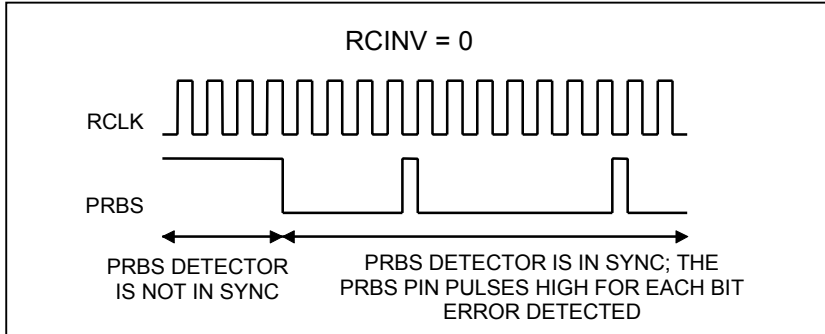 RCINV = 0
RCLK
PRBS
PRBS DETECTOR
IS NOT IN SYNC
PRBS DETECTOR IS IN SYNC; THE
PRBS PIN PULSES HIGH FOR EACH BIT
ERROR DETECTED